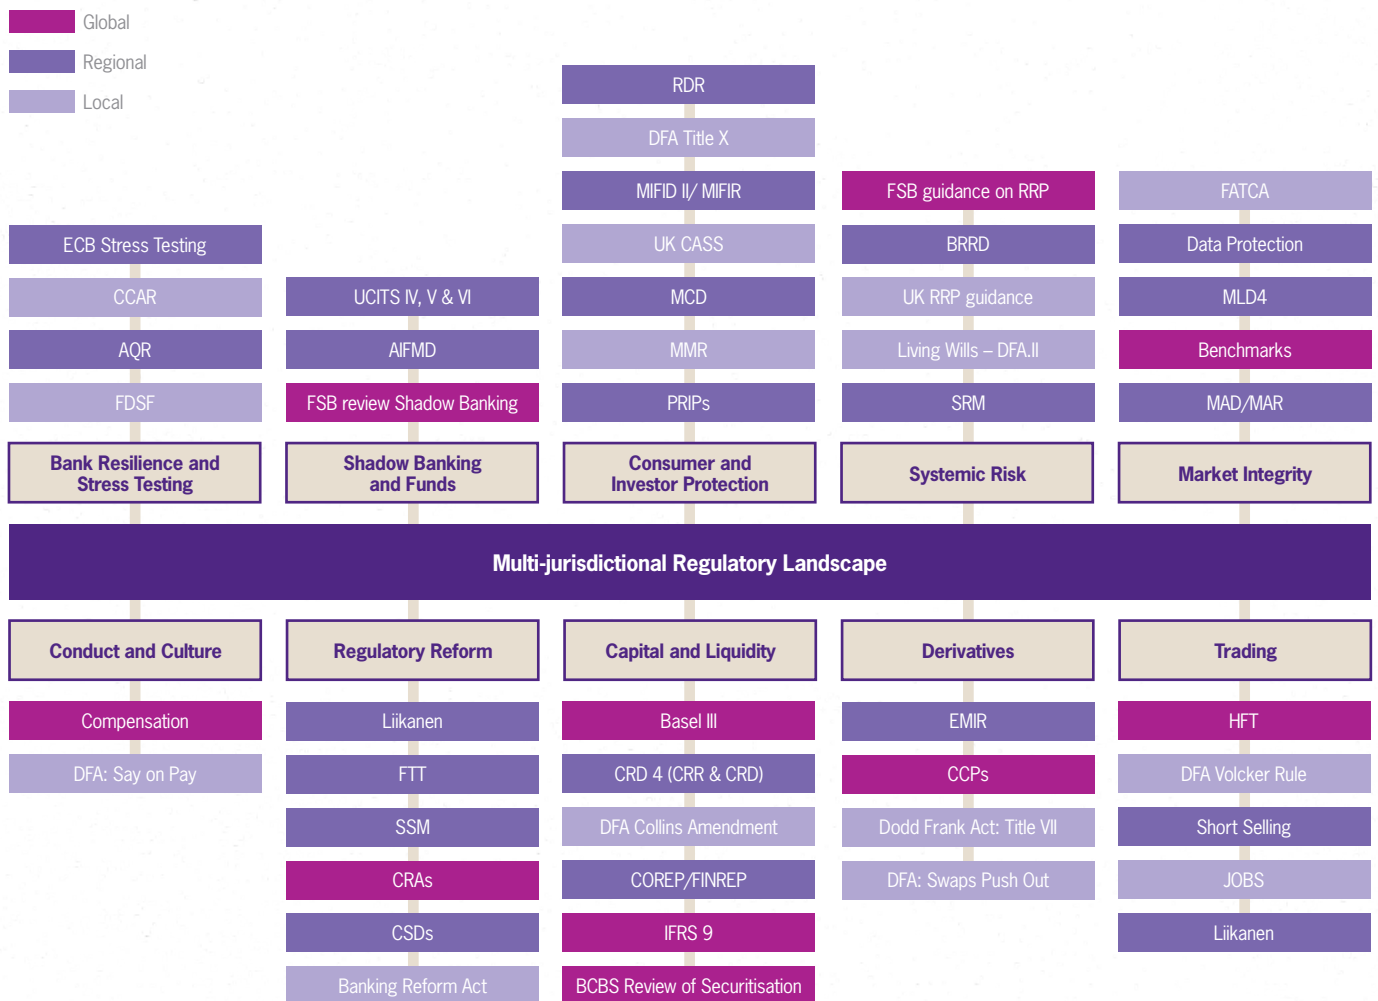 Global
Regional
Local
ECB Stress Testing
CCAR
AQR
FDSF
Bank Resilience and
Stress Testing
UCITS IV, V & VI
AIFMD
FSB review Shadow Banking
Shadow Banking
and Funds
RDR
DFA Title X
MIFID II/ MIFIR
UK CASS
MCD
MMR
PRIPs
Consumer and
Investor Protection
FSB guidance on RRP
BRRD
UK RRP guidance
Living Wills – DFA.II
SRM
Systemic Risk
FATCA
Data Protection
MLD4
Benchmarks
MAD/MAR
Market Integrity
Multi-jurisdictional Regulatory Landscape
Conduct and Culture
Compensation
DFA: Say on Pay
Regulatory Reform
Liikanen
FTT
SSM
CRAs
CSDs
Banking Reform Act
Capital and Liquidity
Basel III
CRD 4 (CRR & CRD)
DFA Collins Amendment
COREP/FINREP
IFRS 9
BCBS Review of Securitisation
Derivatives
EMIR
CCPs
Dodd Frank Act: Title VII
DFA: Swaps Push Out
Trading
HFT
DFA Volcker Rule
Short Selling
JOBS
Liikanen